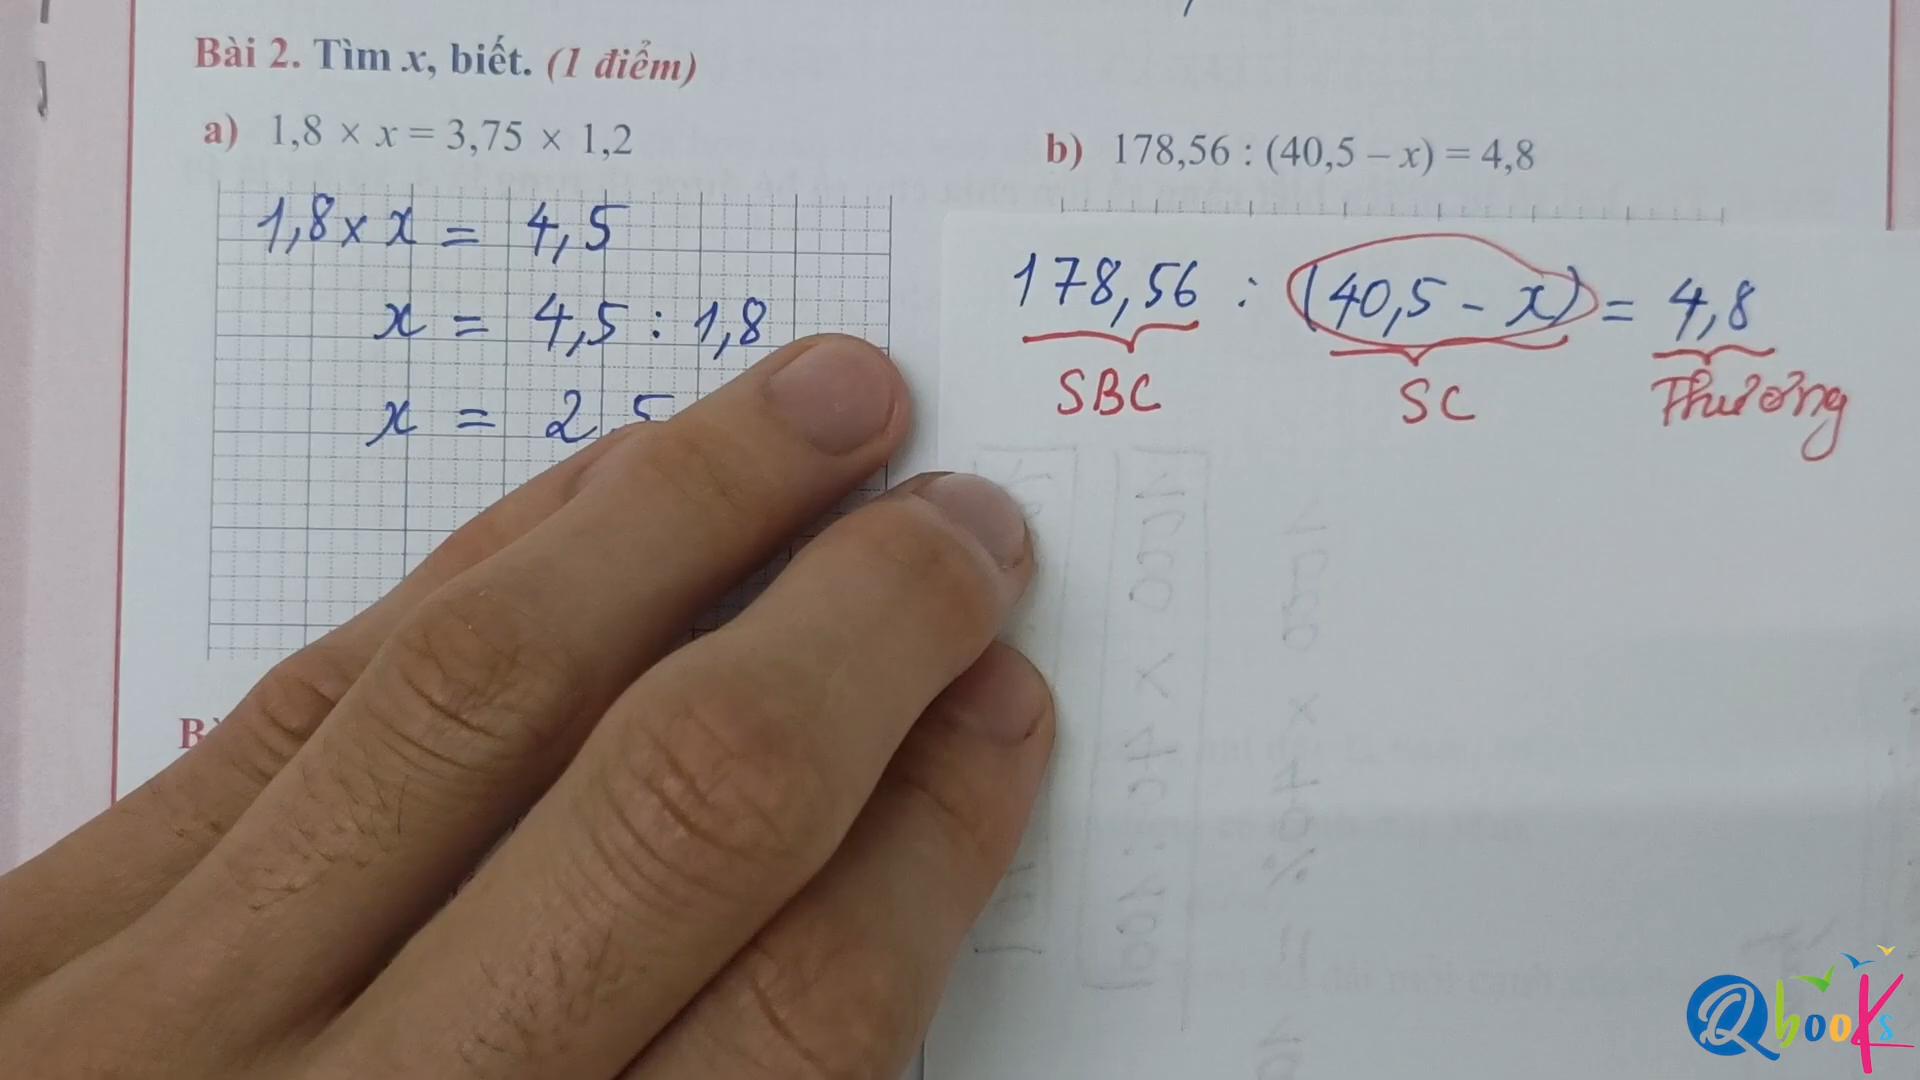 Bài 2. Tìm x, biết. (1 điểm)
a) 1,8 × x = 3,75 × 1,2
1,8 × x = 4,5
x = 4,5 : 1,8
x = 2,5
b) 178,56 : (40,5 – x) = 4,8
178,56 : (40,5 - x) = 4,8
SBC SC Thương
Qbooks